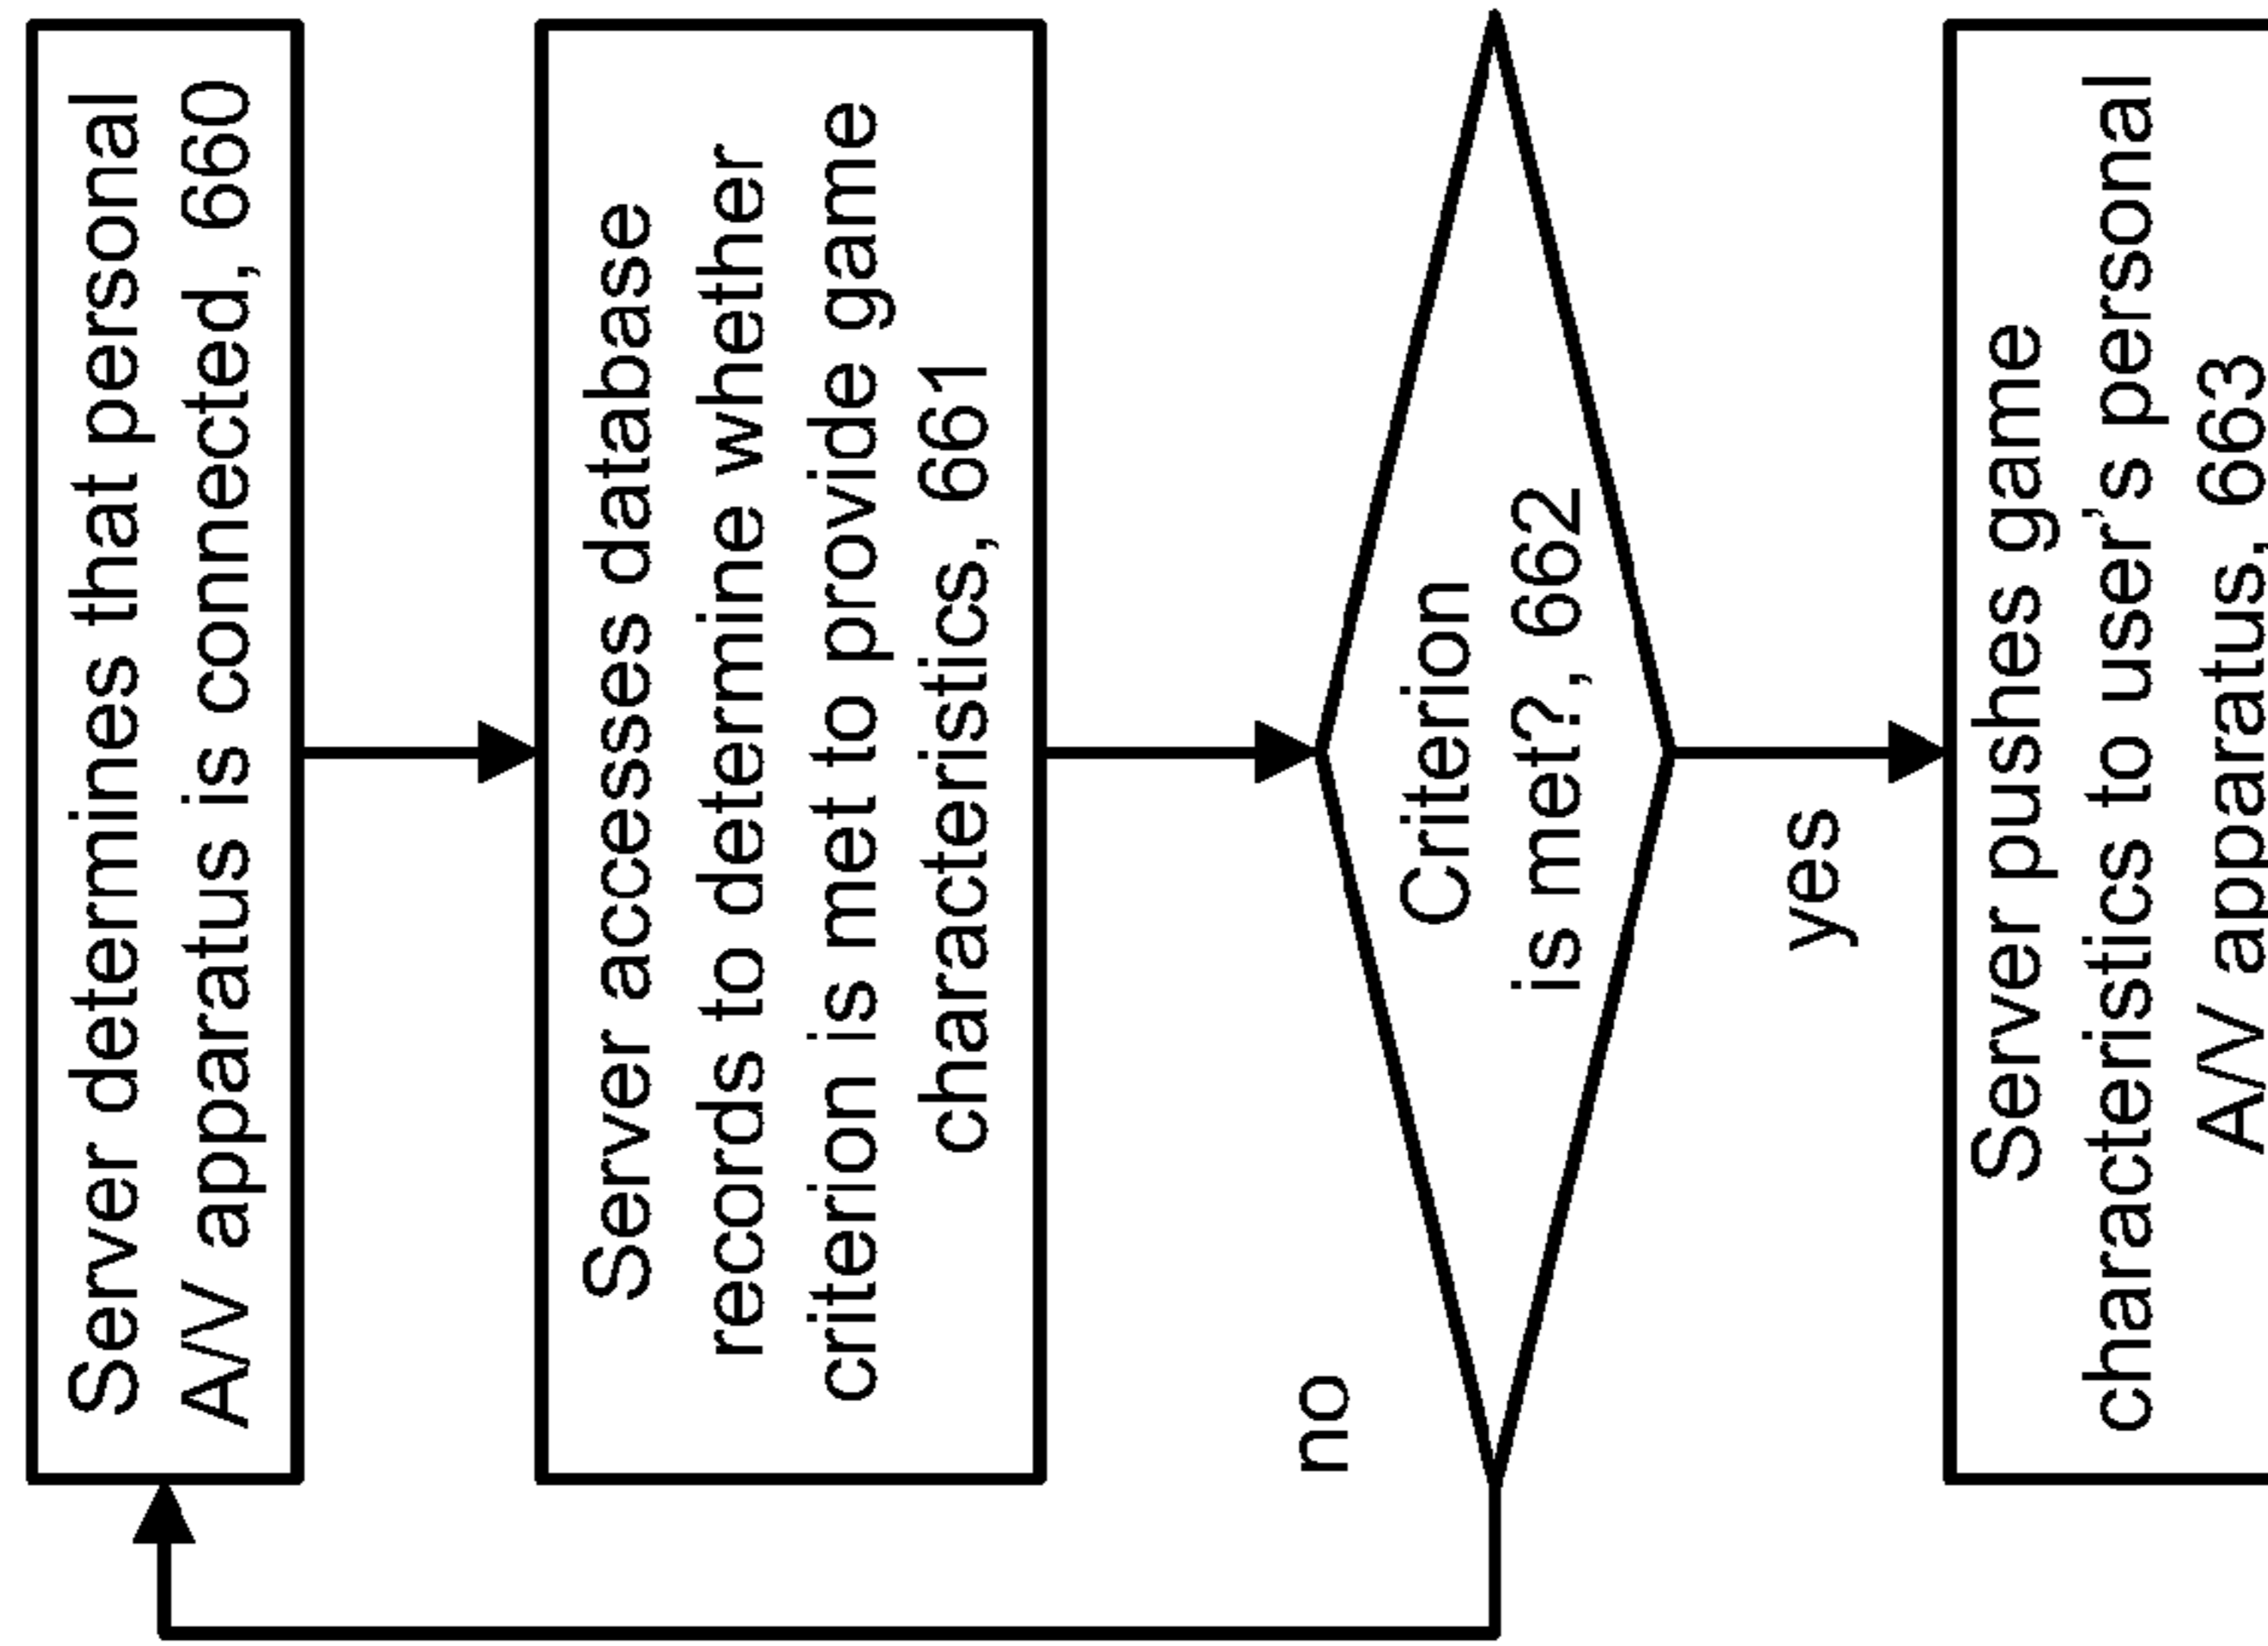 Server determines that personal
A/V apparatus is connected, 660
Server accesses database
records to determine whether
criterion is met to provide game
characteristics, 661
Criterion
is met?, 662
no
yes
Server pushes game
characteristics to user's personal
A/V apparatus, 663